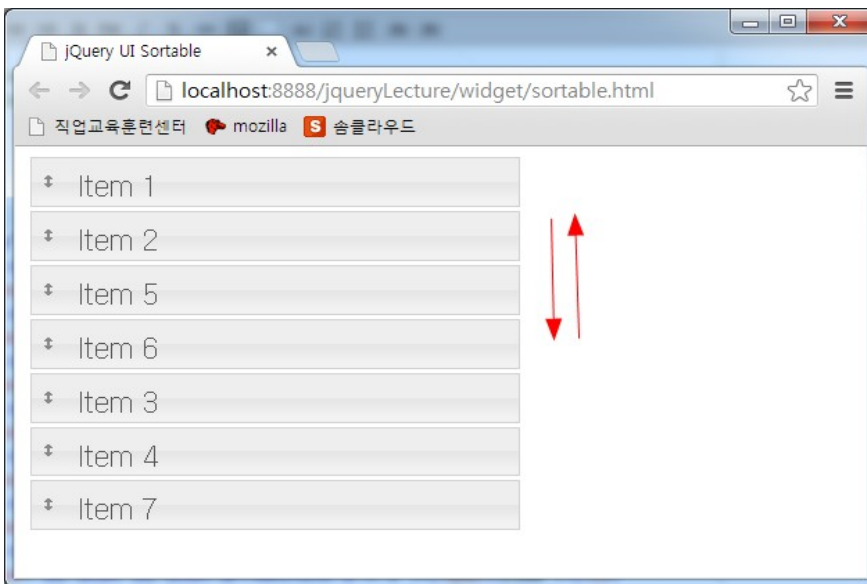 jQuery UI Sortable
localhost:8888/jqueryLecture/widget/sortable.html
직업교육훈련센터 mozilla S 솜클라우드
Item 1
Item 2
Item 5
Item 6
Item 3
Item 4
Item 7